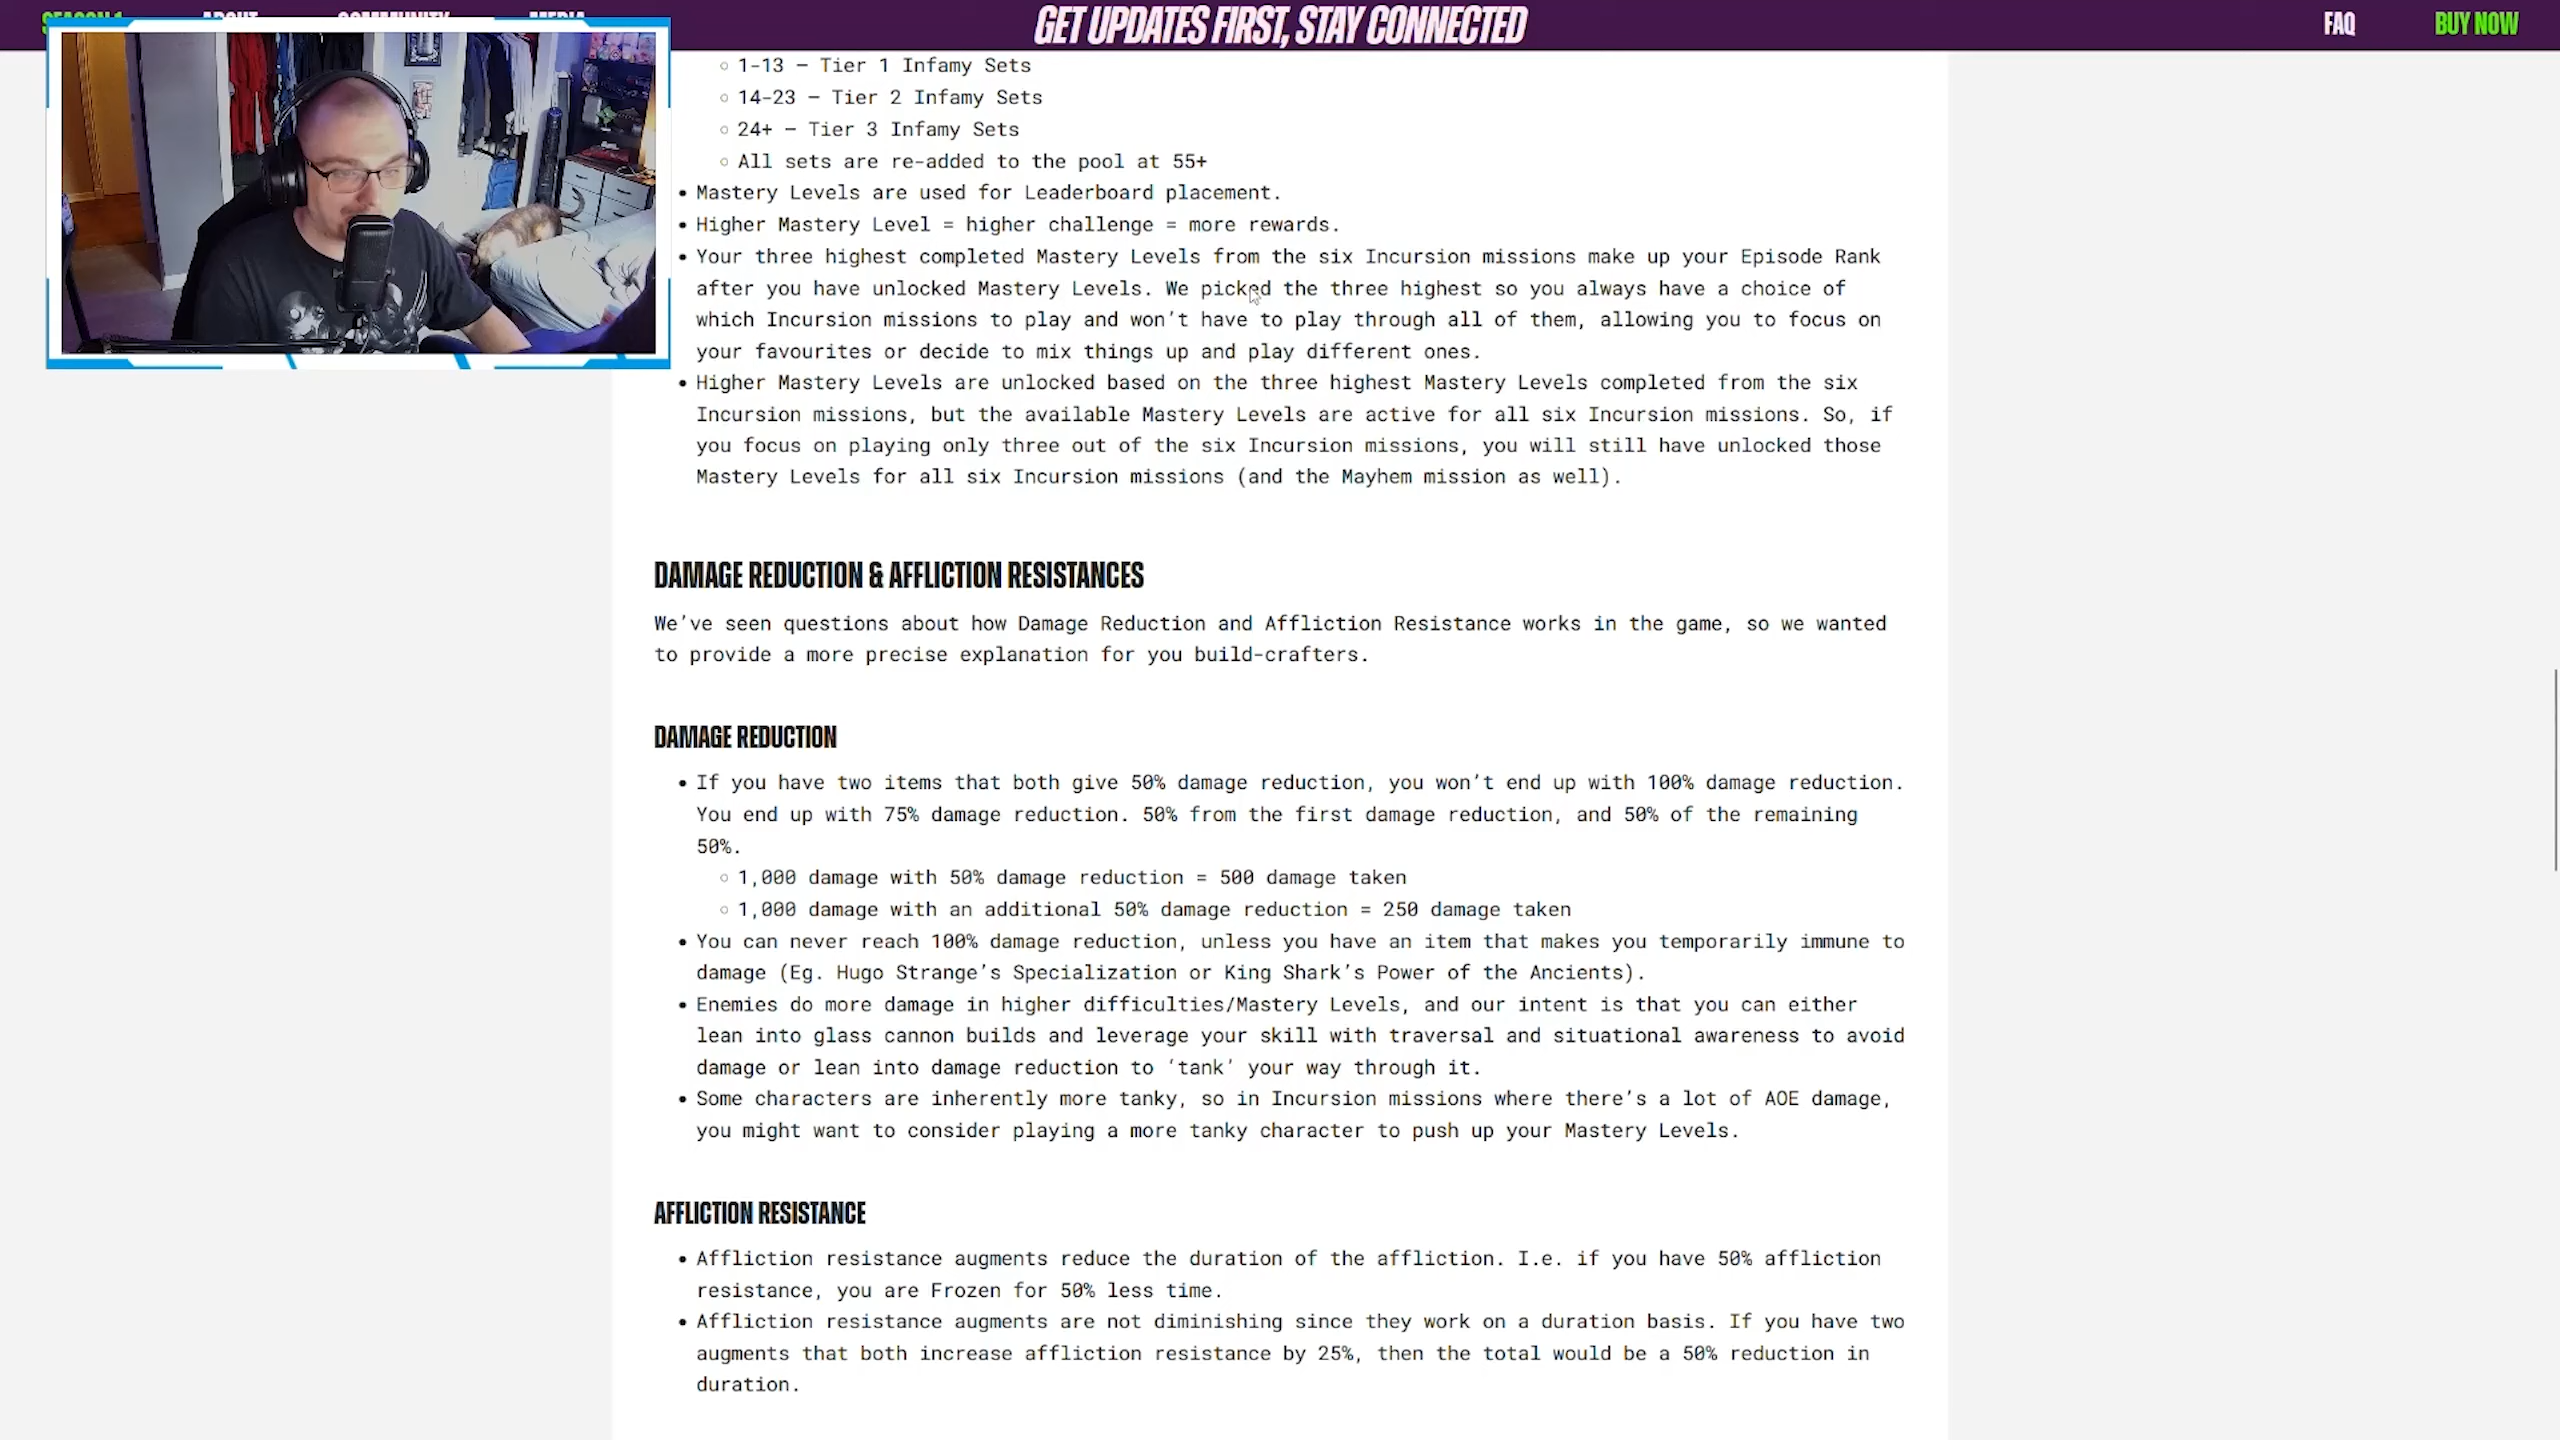 SEASON 1 ABOUT COMMUNITY MEDIA GET UPDATES FIRST, STAY CONNECTED FAQ BUY NOW
1-13 – Tier 1 Infamy Sets
14-23 – Tier 2 Infamy Sets
24+ – Tier 3 Infamy Sets
All sets are re-added to the pool at 55+
Mastery Levels are used for Leaderboard placement.
Higher Mastery Level = higher challenge = more rewards.
Your three highest completed Mastery Levels from the six Incursion missions make up your Episode Rank
after you have unlocked Mastery Levels. We picked the three highest so you always have a choice of
which Incursion missions to play and won't have to play through all of them, allowing you to focus on
your favourites or decide to mix things up and play different ones.
Higher Mastery Levels are unlocked based on the three highest Mastery Levels completed from the six
Incursion missions, but the available Mastery Levels are active for all six Incursion missions. So, if
you focus on playing only three out of the six Incursion missions, you will still have unlocked those
Mastery Levels for all six Incursion missions (and the Mayhem mission as well).
DAMAGE REDUCTION & AFFLICTION RESISTANCES
We've seen questions about how Damage Reduction and Affliction Resistance works in the game, so we wanted
to provide a more precise explanation for you build-crafters.
DAMAGE REDUCTION
If you have two items that both give 50% damage reduction, you won't end up with 100% damage reduction.
You end up with 75% damage reduction. 50% from the first damage reduction, and 50% of the remaining
50%.
1,000 damage with 50% damage reduction = 500 damage taken
1,000 damage with an additional 50% damage reduction = 250 damage taken
You can never reach 100% damage reduction, unless you have an item that makes you temporarily immune to
damage (Eg. Hugo Strange's Specialization or King Shark's Power of the Ancients).
Enemies do more damage in higher difficulties/Mastery Levels, and our intent is that you can either
lean into glass cannon builds and leverage your skill with traversal and situational awareness to avoid
damage or lean into damage reduction to 'tank' your way through it.
Some characters are inherently more tanky, so in Incursion missions where there's a lot of AOE damage,
you might want to consider playing a more tanky character to push up your Mastery Levels.
AFFLICTION RESISTANCE
Affliction resistance augments reduce the duration of the affliction. I.e. if you have 50% affliction
resistance, you are Frozen for 50% less time.
Affliction resistance augments are not diminishing since they work on a duration basis. If you have two
augments that both increase affliction resistance by 25%, then the total would be a 50% reduction in
duration.